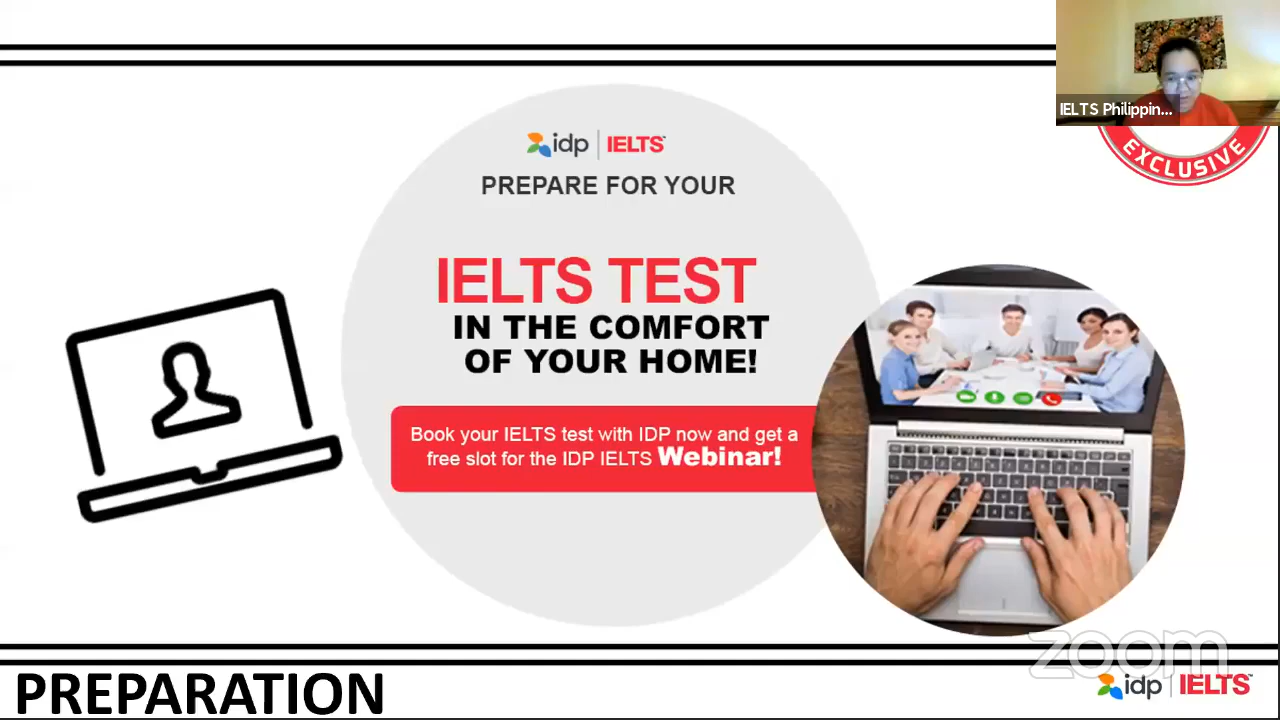 IELTS Philippin...
EXCLUSIVE
idp | IELTS
PREPARE FOR YOUR
IELTS TEST
IN THE COMFORT
OF YOUR HOME!
Book your IELTS test with IDP now and get a
free slot for the IDP IELTS Webinar!
zoom
PREPARATION
idp | IELTS™